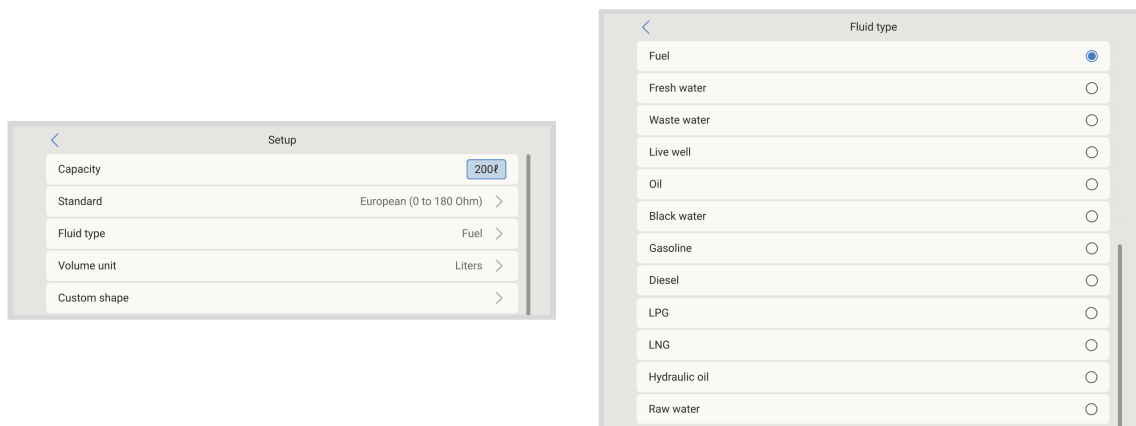 Setup
Capacity 200ℓ
Standard European (0 to 180 Ohm)
Fluid type Fuel
Volume unit Liters
Custom shape
Fluid type
Fuel
Fresh water
Waste water
Live well
Oil
Black water
Gasoline
Diesel
LPG
LNG
Hydraulic oil
Raw water